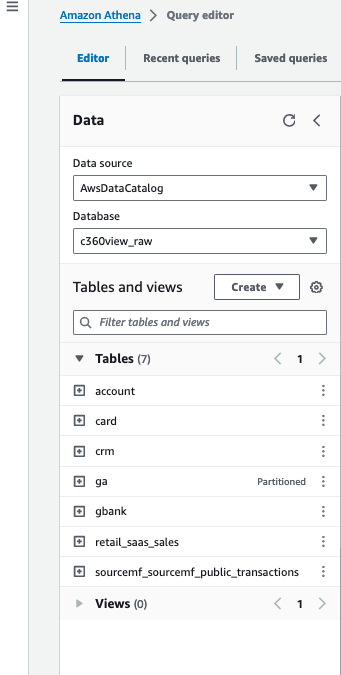 Amazon Athena > Query editor
Editor Recent queries Saved queries
Data
Data source
AwsDataCatalog
Database
c360view_raw
Tables and views Create
Filter tables and views
Tables (7) 1
account
card
crm
ga Partitioned
gbank
retail_saas_sales
sourcemf_sourcemf_public_transactions
Views (0) 1